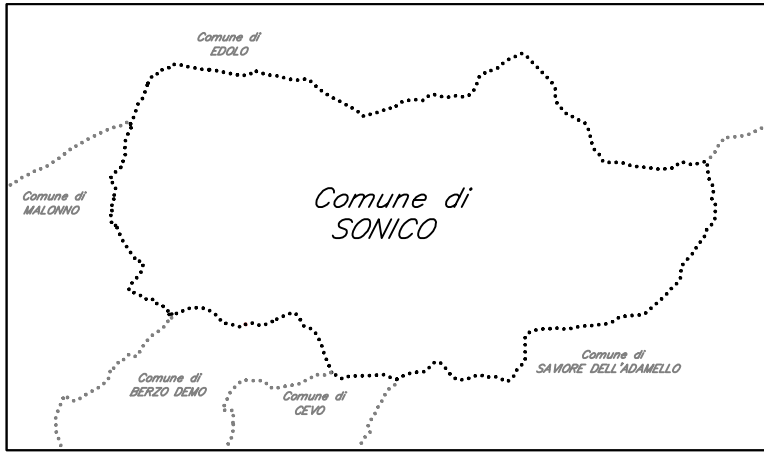 Comune di
EDOLO
Comune di
MALONNO
Comune di
SONICO
Comune di
BERZO DEMO
Comune di
CEVO
Comune di
SAVIORE DELL'ADAMELLO